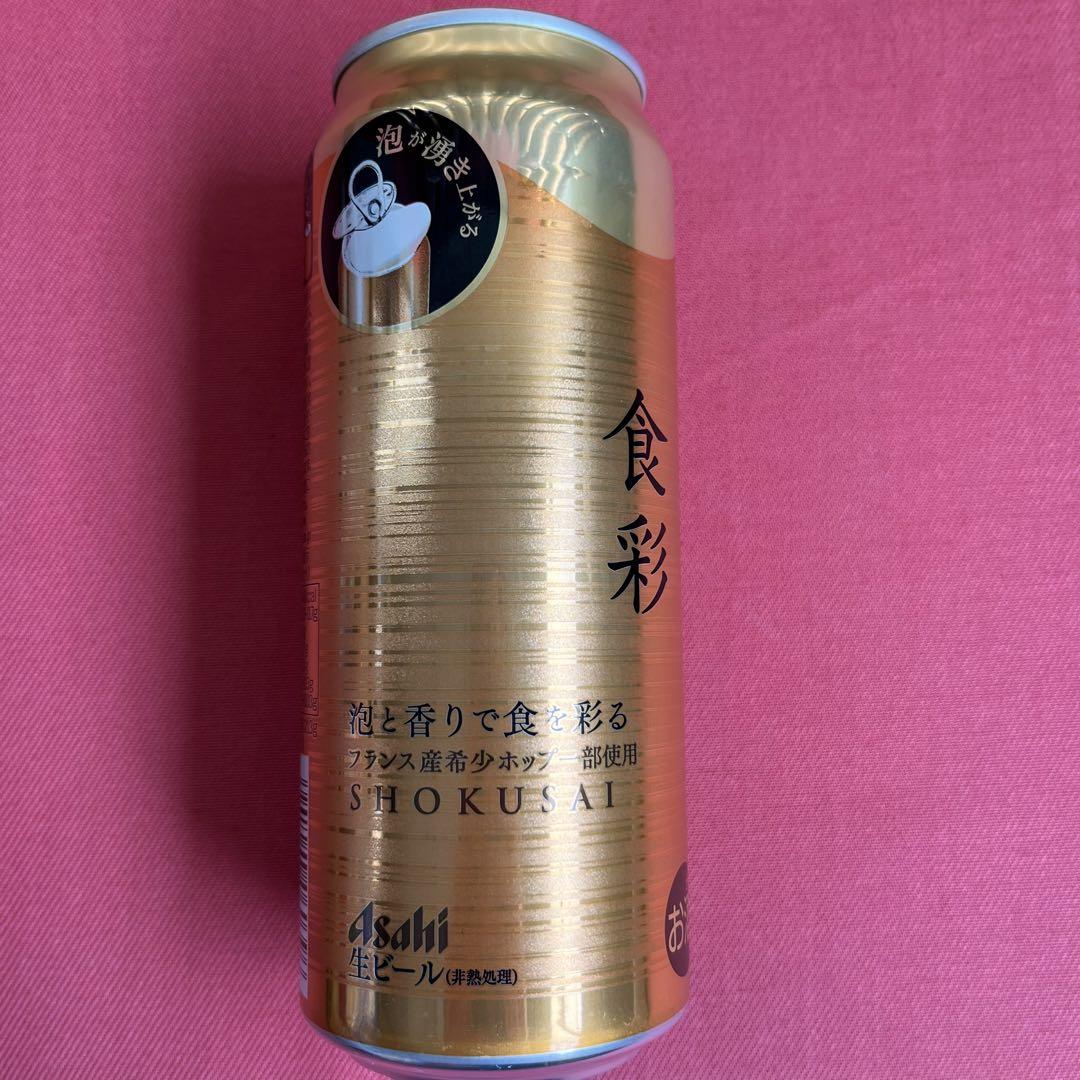 泡が湧き上がる
食彩
泡と香りで食を彩る
フランス産希少ホップ一部使用
SHOKUSAI
Asahi
生ビール(非熱処理)